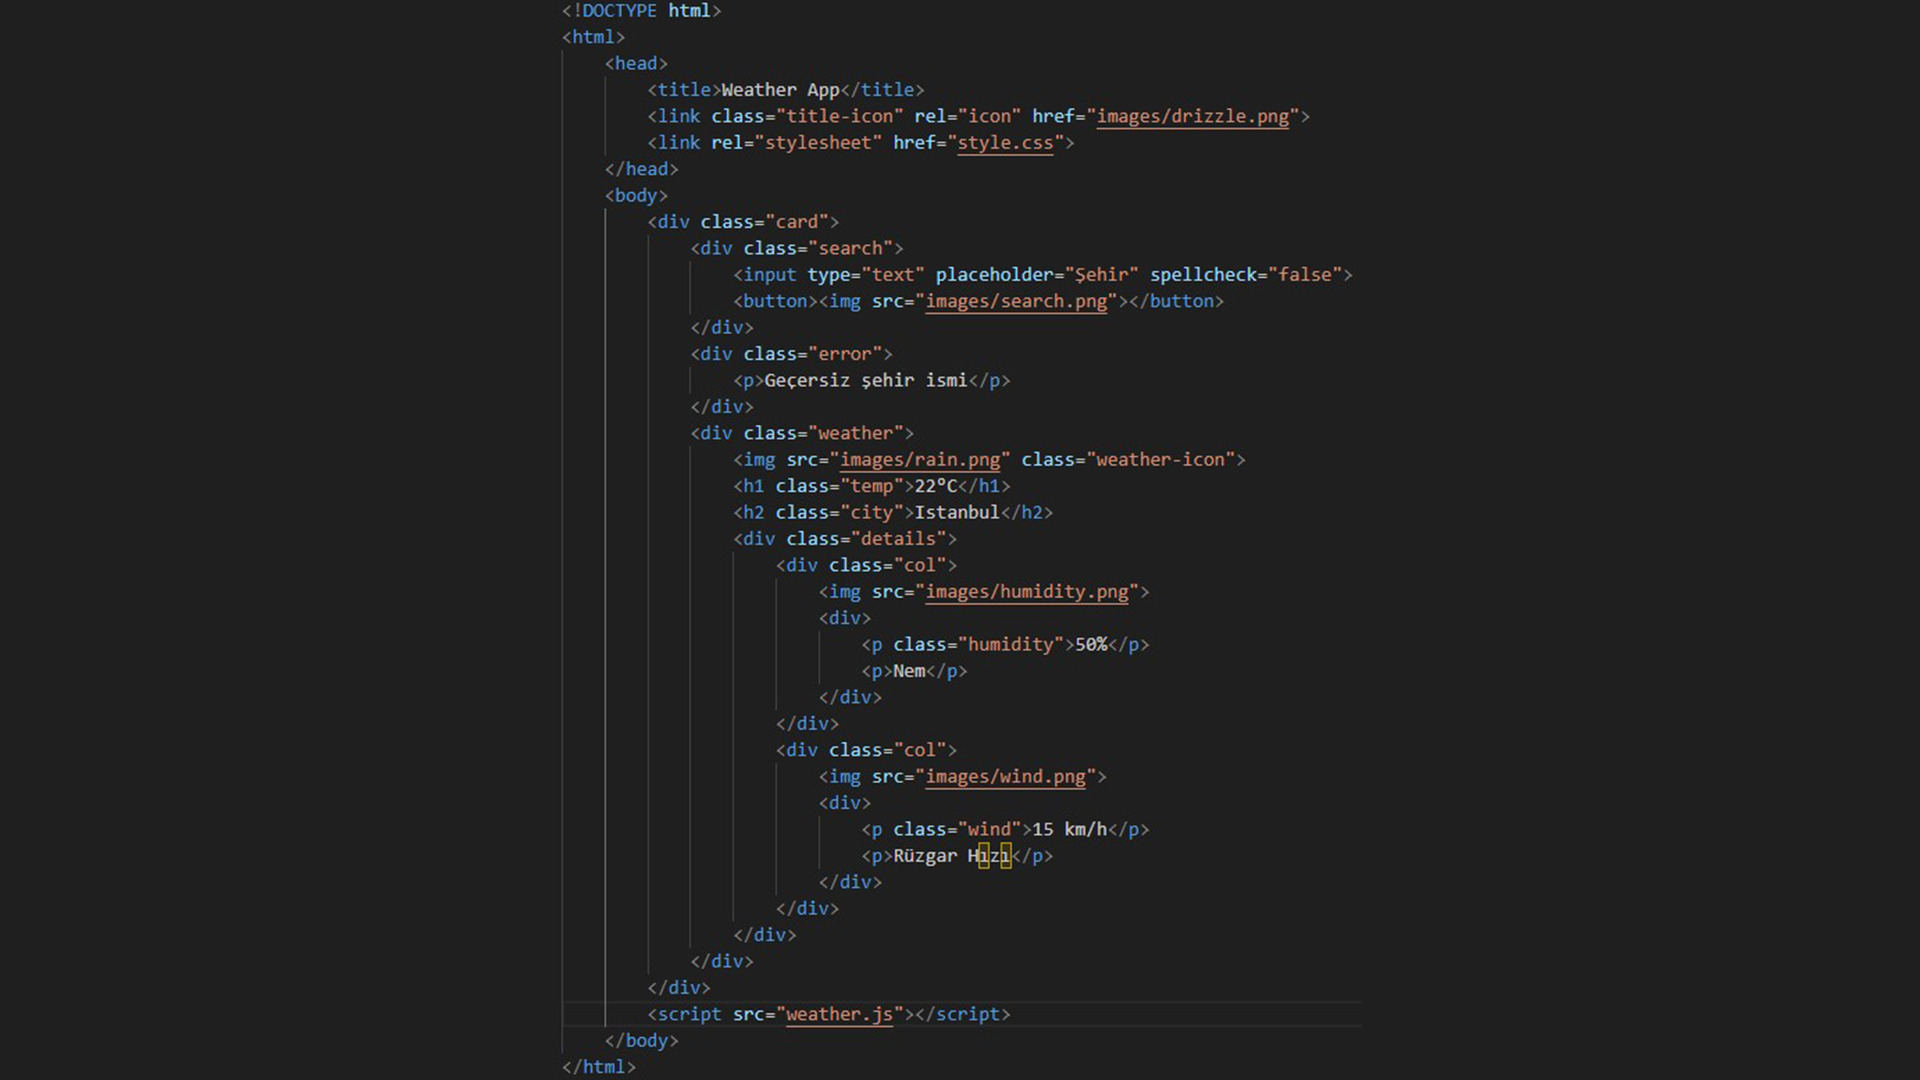 <!DOCTYPE html>
<html>
    <head>
        <title>Weather App</title>
        <link class="title-icon" rel="icon" href="images/drizzle.png">
        <link rel="stylesheet" href="style.css">
    </head>
    <body>
        <div class="card">
            <div class="search">
                <input type="text" placeholder="Şehir" spellcheck="false">
                <button><img src="images/search.png"></button>
            </div>
            <div class="error">
                <p>Geçersiz şehir ismi</p>
            </div>
            <div class="weather">
                <img src="images/rain.png" class="weather-icon">
                <h1 class="temp">22°C</h1>
                <h2 class="city">Istanbul</h2>
                <div class="details">
                    <div class="col">
                        <img src="images/humidity.png">
                        <div>
                            <p class="humidity">50%</p>
                            <p>Nem</p>
                        </div>
                    </div>
                    <div class="col">
                        <img src="images/wind.png">
                        <div>
                            <p class="wind">15 km/h</p>
                            <p>Rüzgar Hızı</p>
                        </div>
                    </div>
                </div>
            </div>
        </div>
        <script src="weather.js"></script>
    </body>
</html>